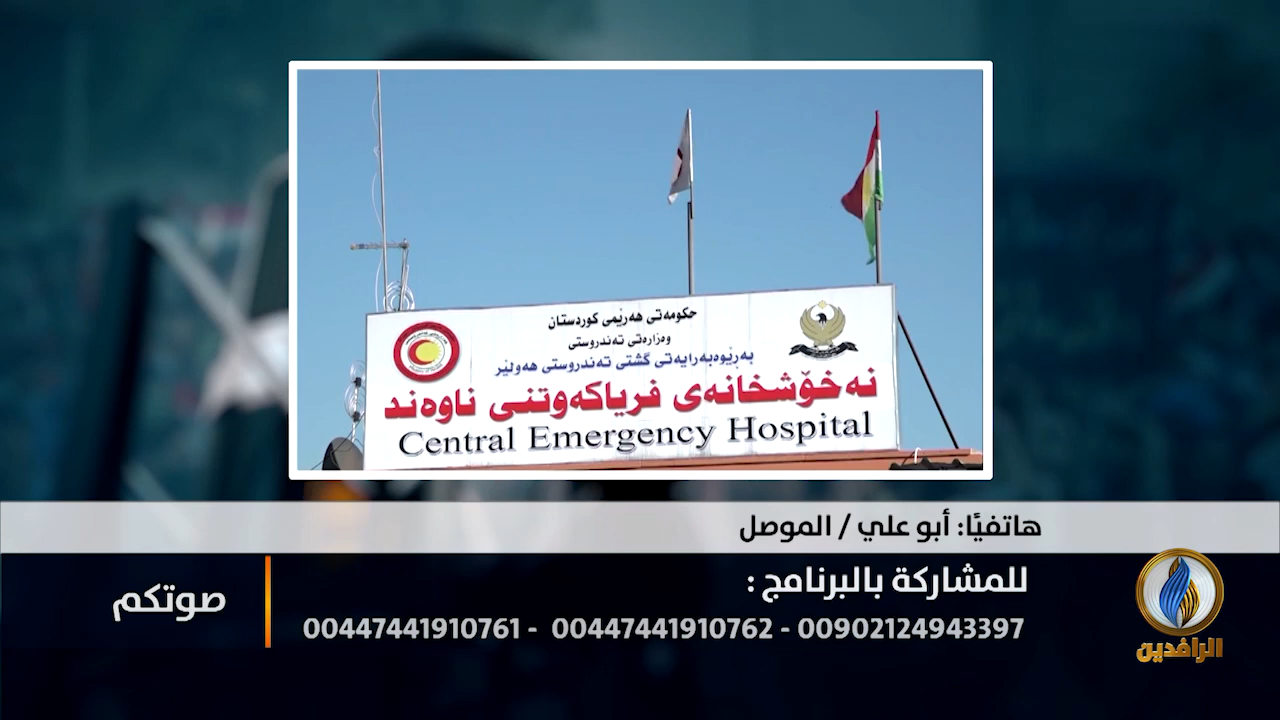 حکومەتی هەرێمی کوردستان
وەزارەتی تەندروستی
بەڕێوەبەرایەتی گشتی تەندروستی هەولێر
نەخۆشخانەی فریاکەوتنی ناوەند
Central Emergency Hospital
هاتفيًا: أبو علي / الموصل
للمشاركة بالبرنامج :
صوتكم
00447441910761 - 00447441910762 - 00902124943397
الرافدين